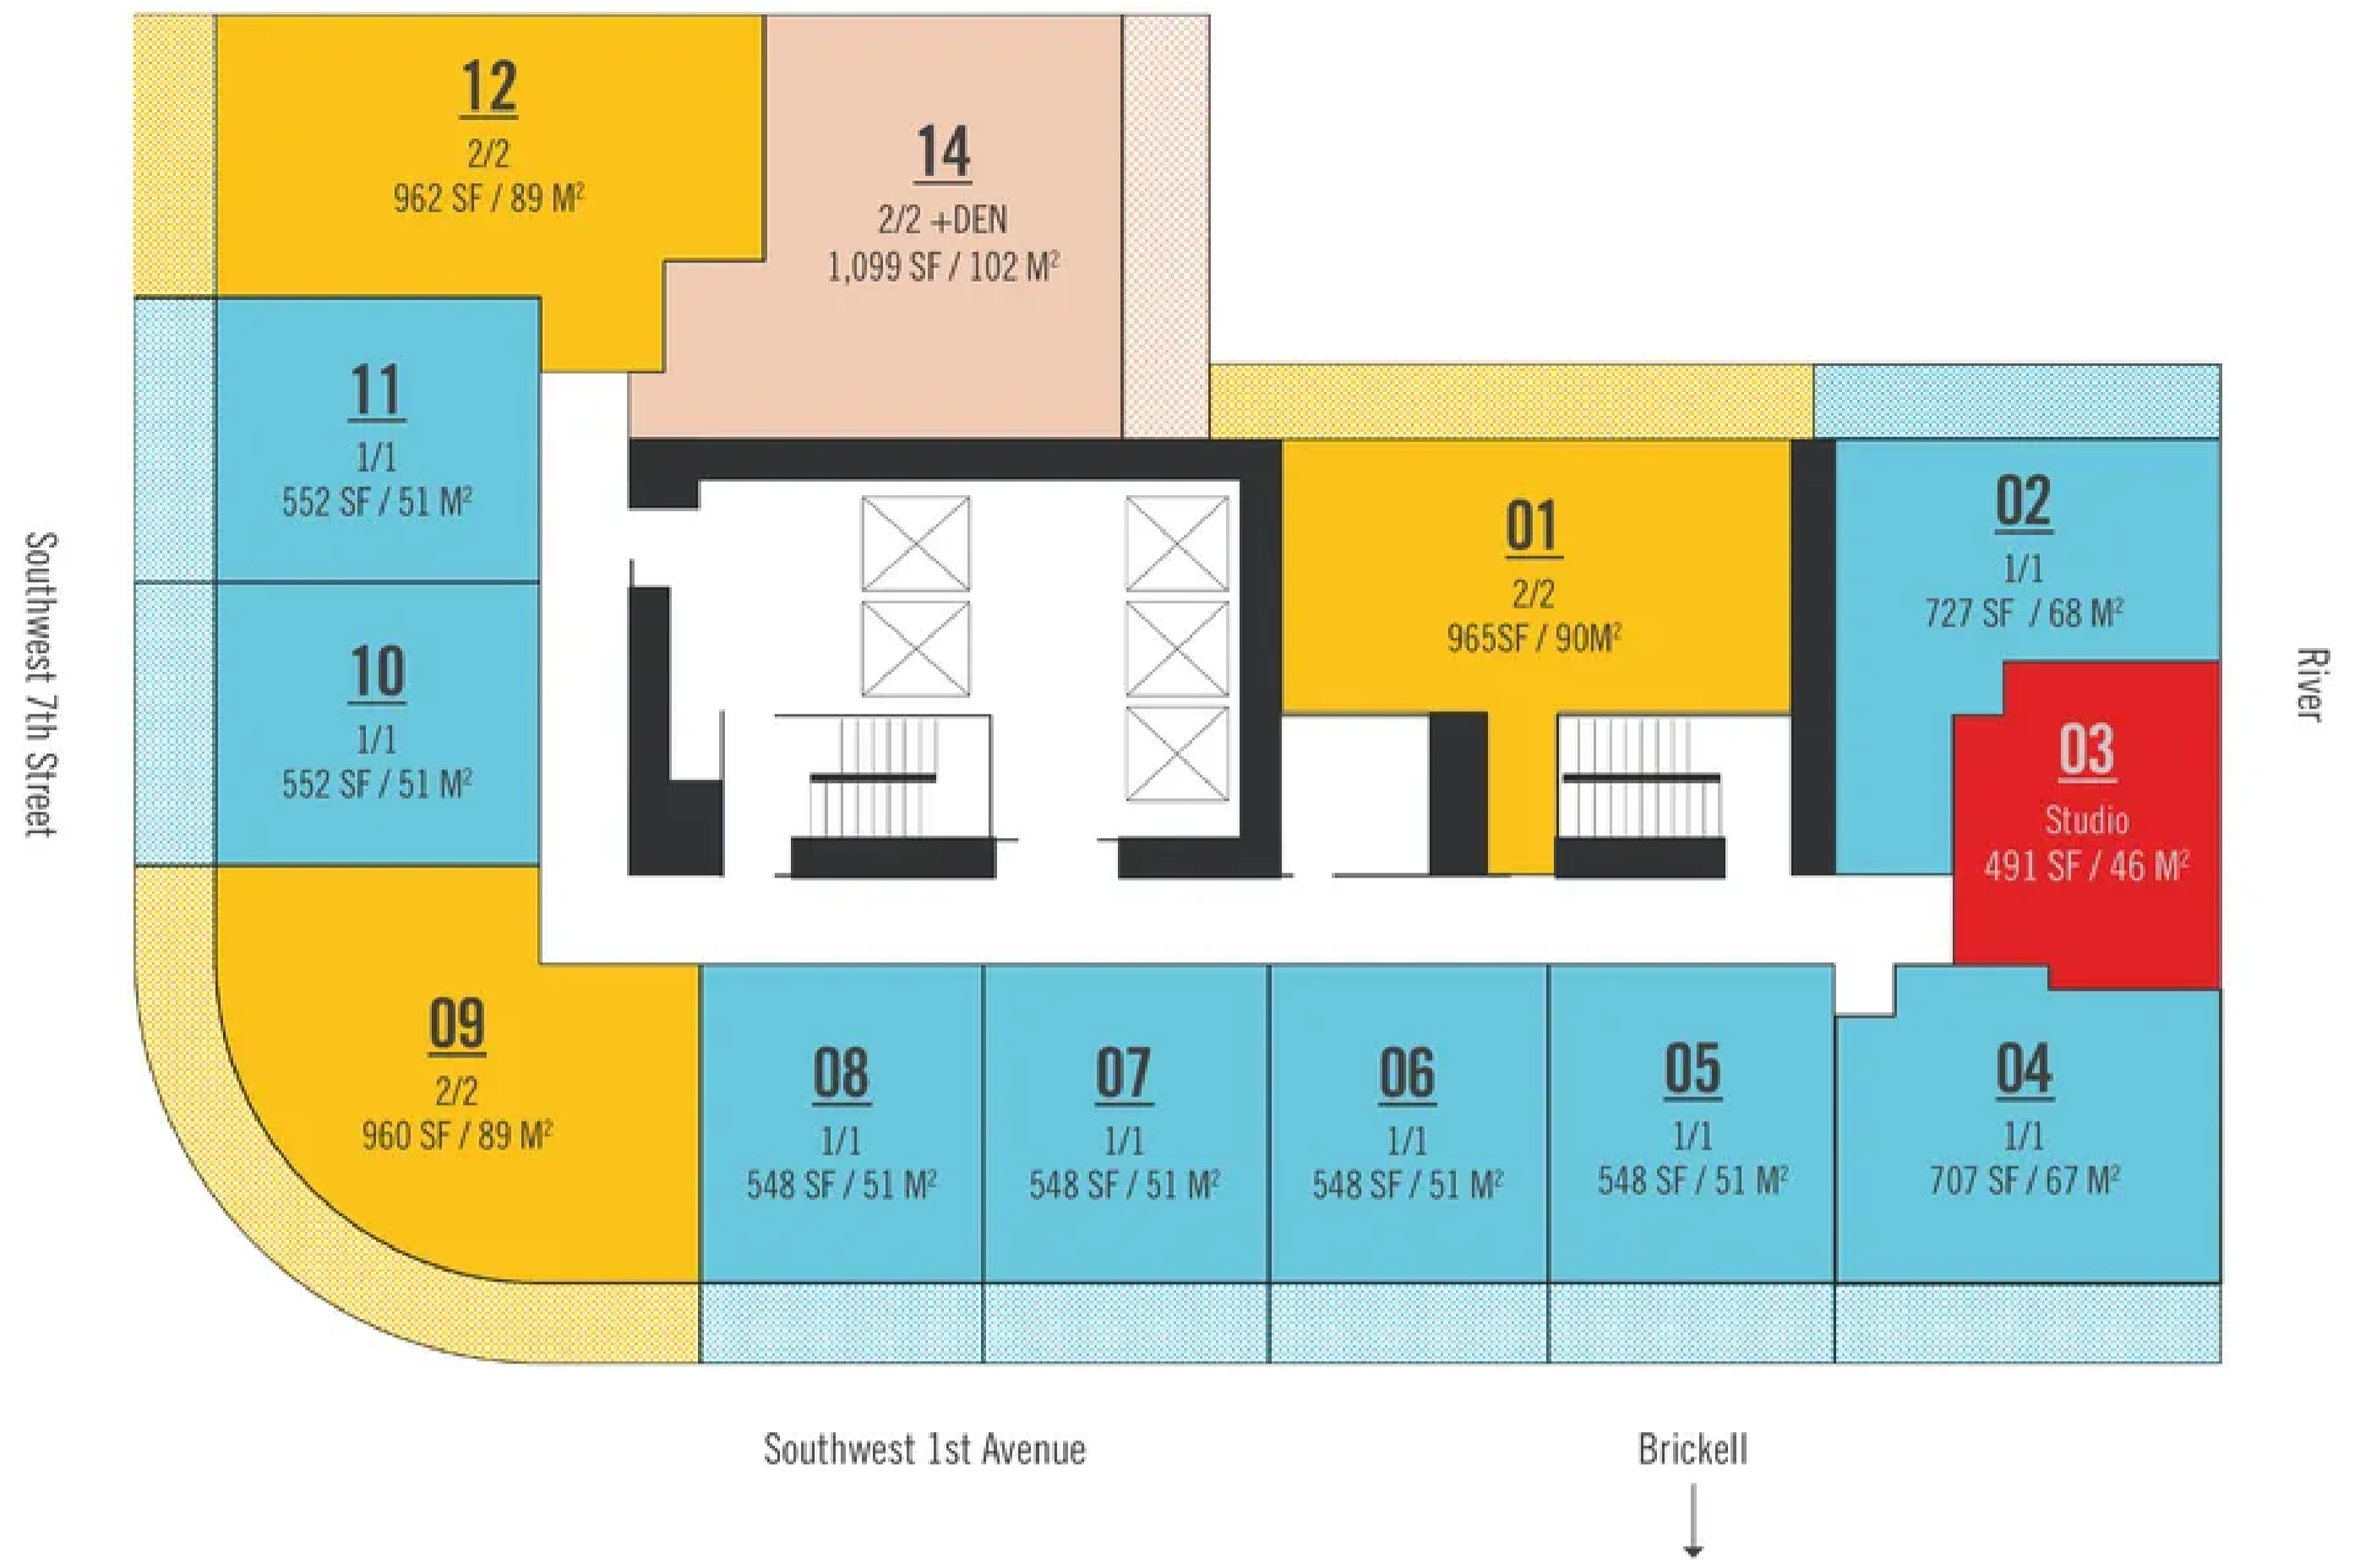 12
2/2
962 SF / 89 M²
14
2/2 +DEN
1,099 SF / 102 M²
11
1/1
552 SF / 51 M²
01
2/2
965SF / 90M²
02
1/1
727 SF / 68 M²
10
1/1
552 SF / 51 M²
03
Studio
491 SF / 46 M²
Southwest 7th Street
River
09
2/2
960 SF / 89 M²
08
1/1
548 SF / 51 M²
07
1/1
548 SF / 51 M²
06
1/1
548 SF / 51 M²
05
1/1
548 SF / 51 M²
04
1/1
707 SF / 67 M²
Southwest 1st Avenue
Brickell